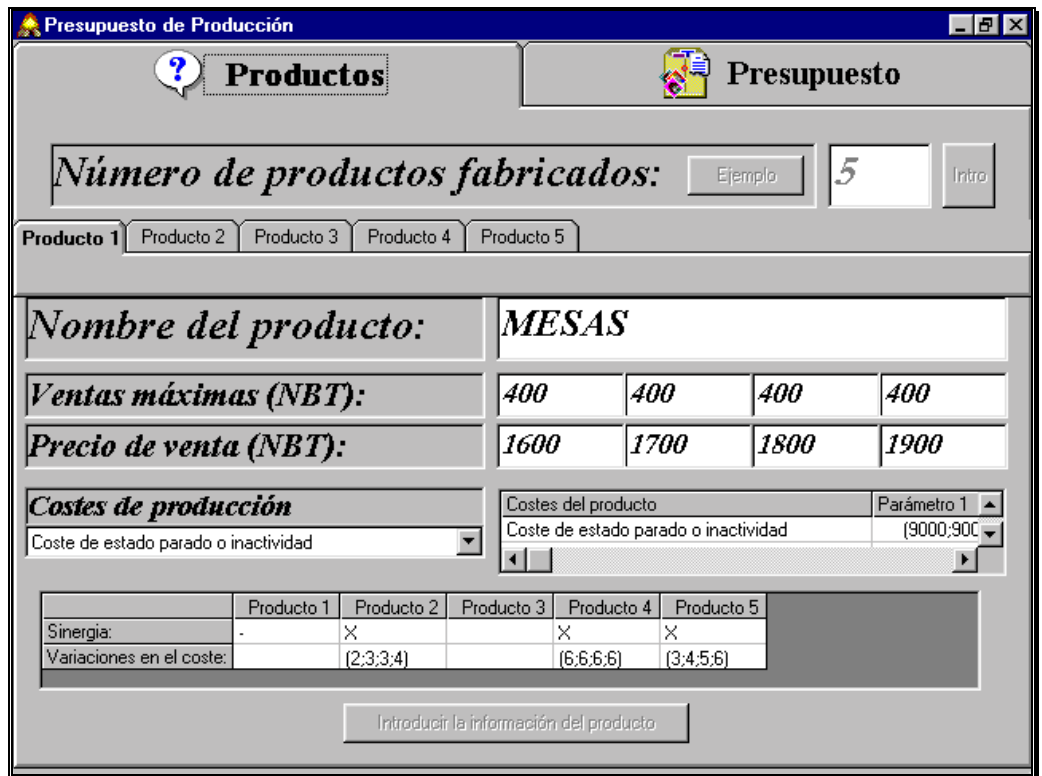 Presupuesto de Producción
? Productos Presupuesto
Número de productos fabricados: Ejemplo 5 Intro
Producto 1 Producto 2 Producto 3 Producto 4 Producto 5
Nombre del producto: MESAS
Ventas máximas (NBT): 400 400 400 400
Precio de venta (NBT): 1600 1700 1800 1900
Costes de producción Costes del producto Parámetro 1
Coste de estado parado o inactividad Coste de estado parado o inactividad (9000;900
Producto 1 Producto 2 Producto 3 Producto 4 Producto 5
Sinergia: - X X X
Variaciones en el coste: (2;3;3;4) (6;6;6;6) (3;4;5;6)
Introducir la información del producto